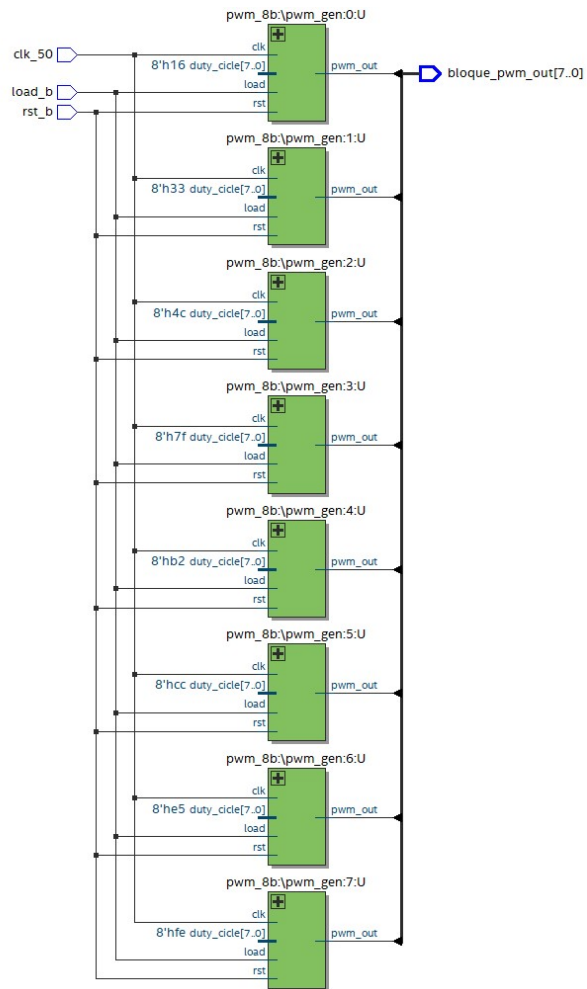 pwm_8b:\pwm_gen:0:U
clk_50
clk
8'h16 duty_cicle[7..0]
pwm_out
bloque_pwm_out[7..0]
load_b
load
rst_b
rst
pwm_8b:\pwm_gen:1:U
clk
8'h33 duty_cicle[7..0]
pwm_out
load
rst
pwm_8b:\pwm_gen:2:U
clk
8'h4c duty_cicle[7..0]
pwm_out
load
rst
pwm_8b:\pwm_gen:3:U
clk
8'h7f duty_cicle[7..0]
pwm_out
load
rst
pwm_8b:\pwm_gen:4:U
clk
8'hb2 duty_cicle[7..0]
pwm_out
load
rst
pwm_8b:\pwm_gen:5:U
clk
8'hcc duty_cicle[7..0]
pwm_out
load
rst
pwm_8b:\pwm_gen:6:U
clk
8'he5 duty_cicle[7..0]
pwm_out
load
rst
pwm_8b:\pwm_gen:7:U
clk
8'hfe duty_cicle[7..0]
pwm_out
load
rst